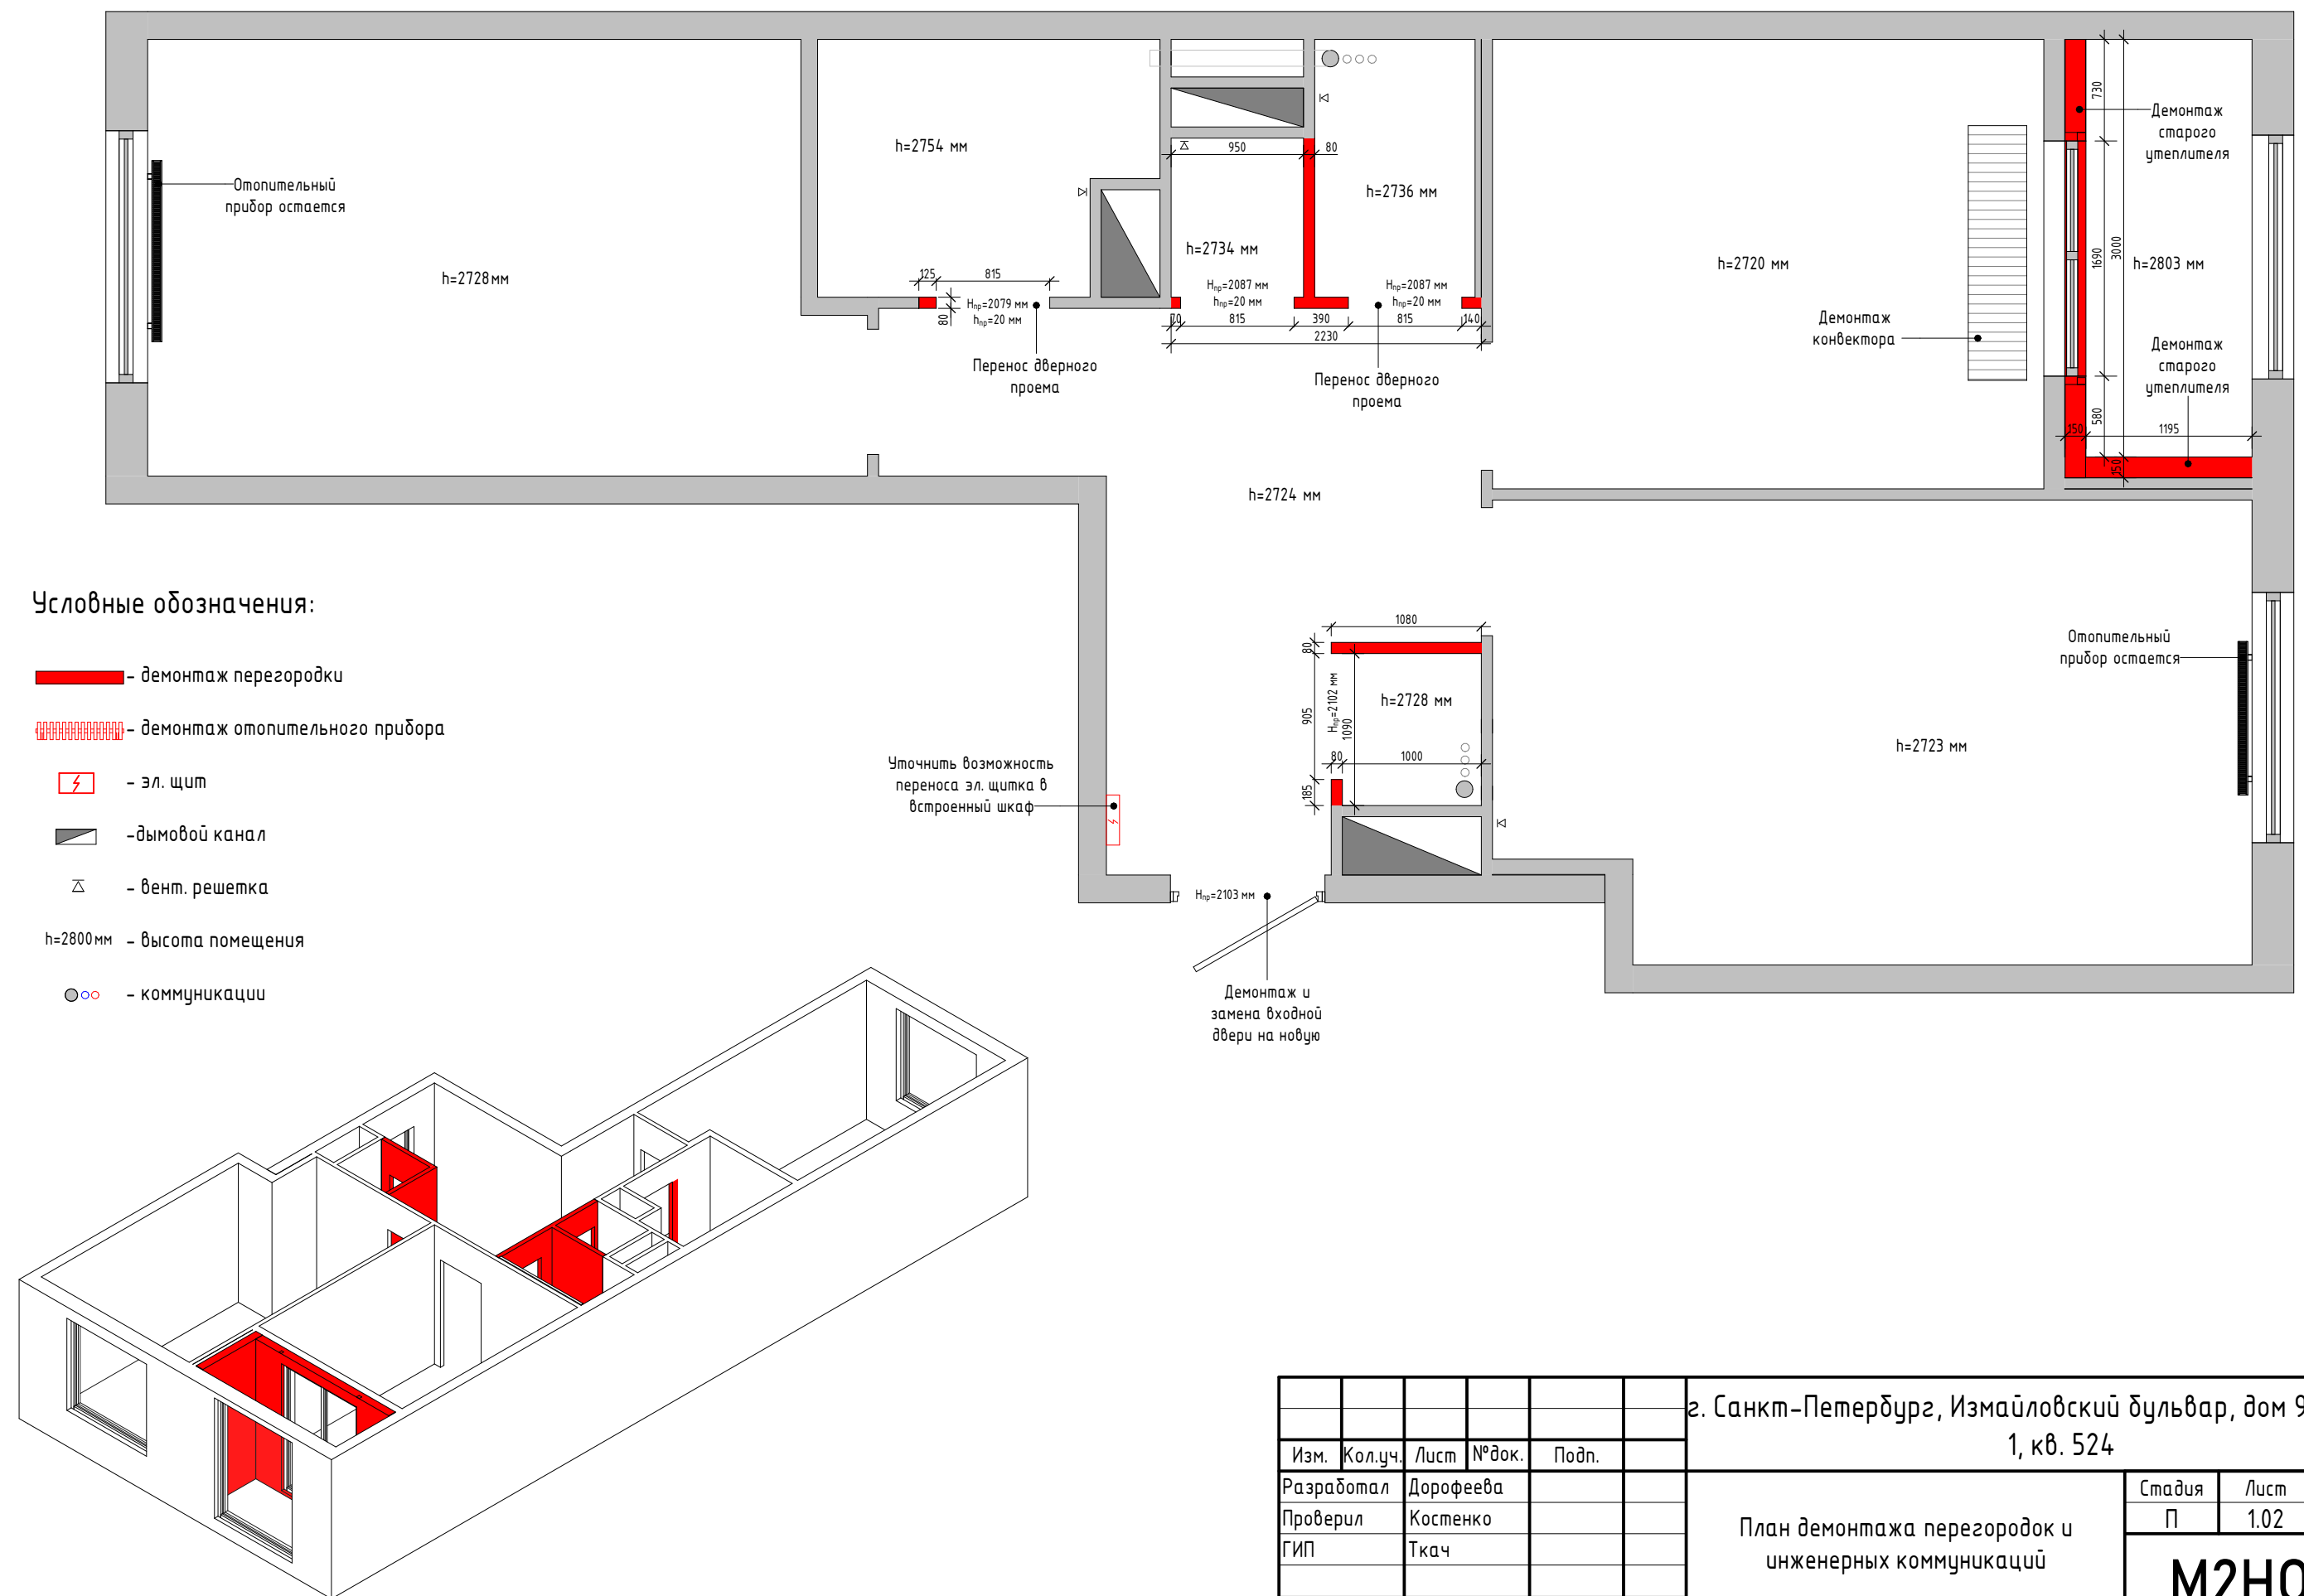 730
Демонтаж
старого
утеплителя
h=2754 мм
950
80
Отопительный
прибор остается
h=2736 мм
h=2734 мм
h=2728мм
h=2720 мм
1690
3000
h=2803 мм
125
815
Hпр=2079 мм
hпр=20 мм
80
Hпр=2087 мм
hпр=20 мм
Hпр=2087 мм
hпр=20 мм
70
815
390
815
140
2230
Демонтаж
конвектора
Демонтаж
старого
утеплителя
Перенос дверного
проема
Перенос дверного
проема
580
150
1195
150
h=2724 мм
Условные обозначения:
- демонтаж перегородки
- демонтаж отопительного прибора
- эл. щит
-дымовой канал
- вент. решетка
h=2800мм - высота помещения
- коммуникации
1080
80
Hпр=2102 мм
h=2728 мм
905
1090
80
1000
185
Отопительный
прибор остается
h=2723 мм
Уточнить возможность
переноса эл. щитка в
встроенный шкаф
Hпр=2103 мм
Демонтаж и
замена входной
двери на новую
г. Санкт-Петербург, Измайловский бульвар, дом 9
1, кв. 524
Изм. Кол.уч. Лист №док. Подп.
Разработал Дорофеева
Проверил Костенко
ГИП Ткач
План демонтажа перегородок и
инженерных коммуникаций
Стадия Лист
П 1.02
М2НО